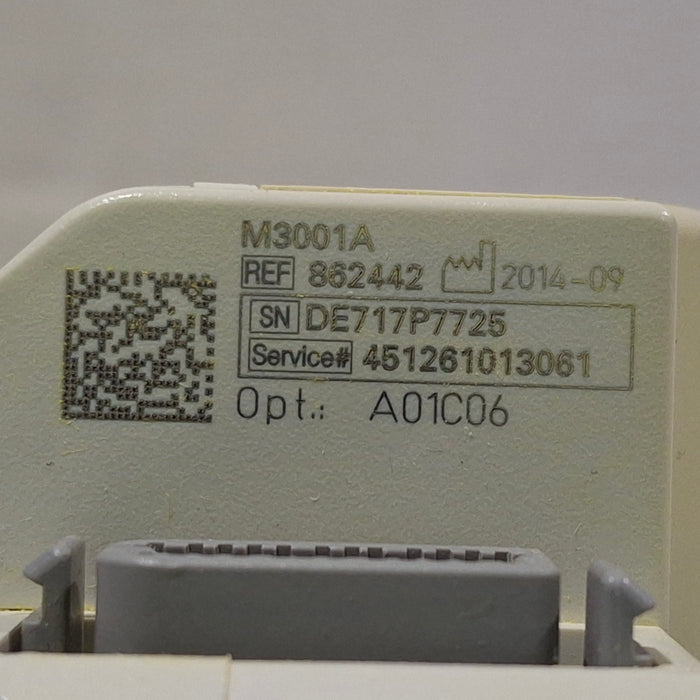 M3001A
REF 862442 2014-09
SN DE717P7725
Service# 451261013061
Opt.: A01C06